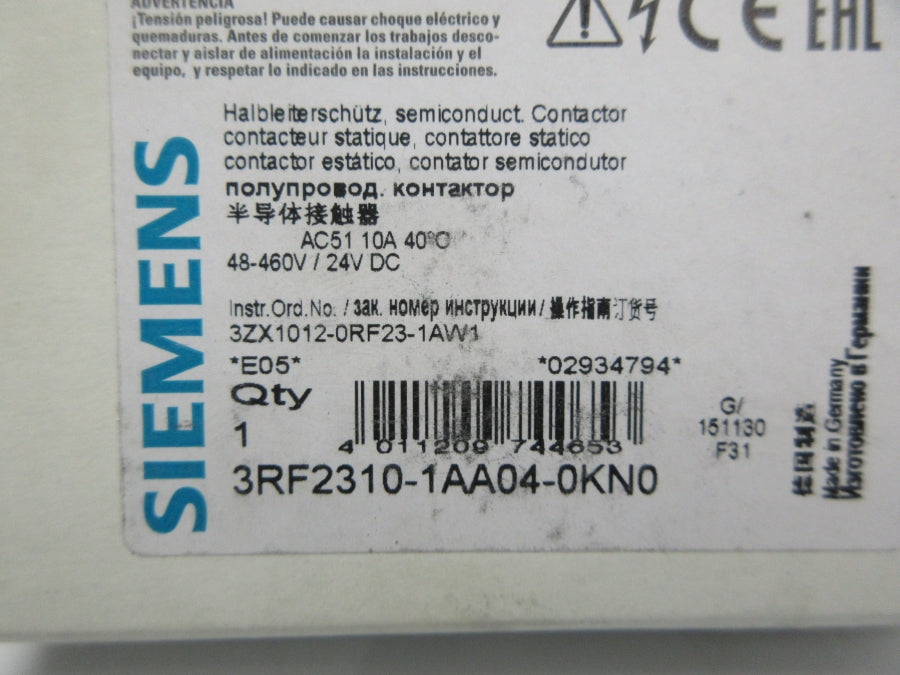 ADVERTENCIA
¡Tensión peligrosa! Puede causar choque eléctrico y
quemaduras. Antes de comenzar los trabajos desco-
nectar y aislar de alimentación la instalación y el
equipo, y respetar lo indicado en las instrucciones.
CE EAC
SIEMENS
Halbleiterschütz, semiconduct. Contactor
contacteur statique, contattore statico
contactor estático, contator semicondutor
полупровод. контактор
半导体接触器
AC51 10A 40°C
48-460V / 24V DC
Instr.Ord.No. / зак. номер инструкции / 操作指南订货号
3ZX1012-0RF23-1AW1
*E05* *02934794*
Qty
1
4 011209 744653
G/
151130
F31
3RF2310-1AA04-0KN0
德国制造
Made in Germany
Изготовлено в Германии